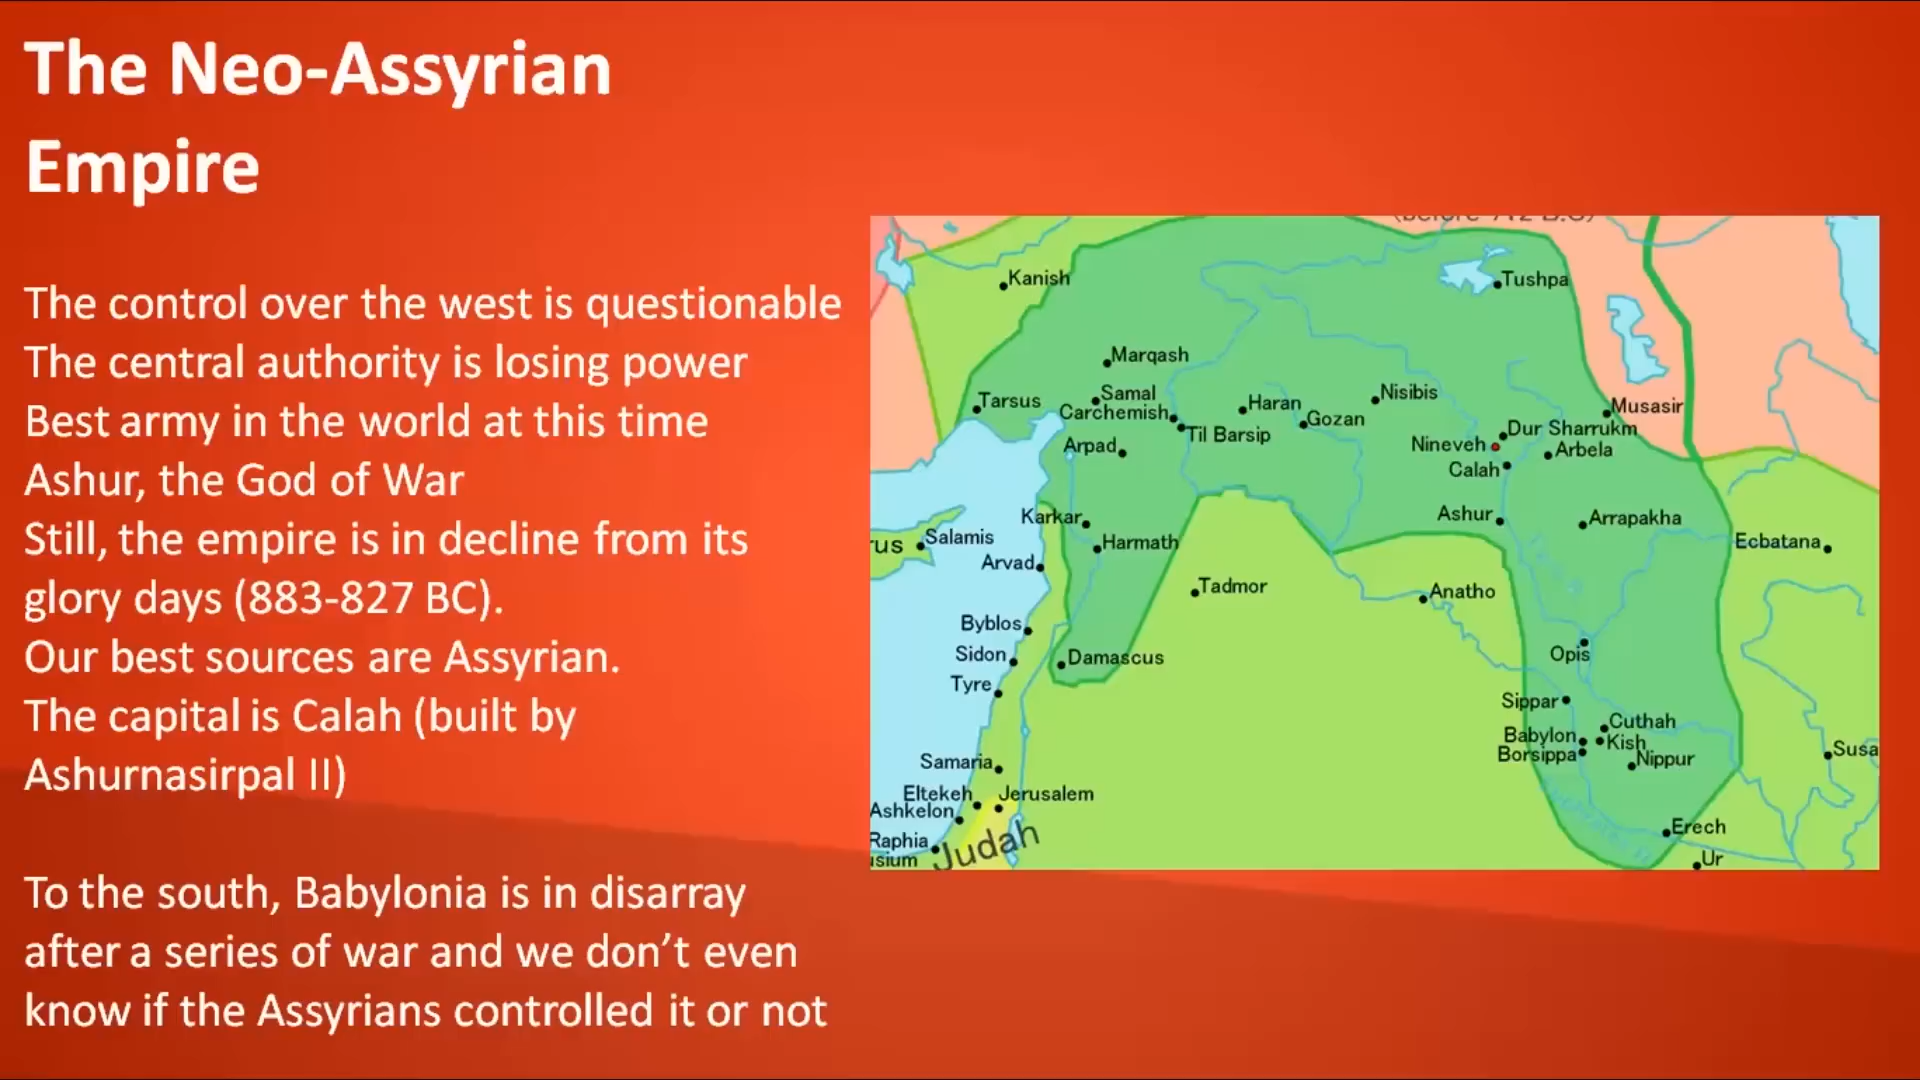 The Neo-Assyrian
Empire
The control over the west is questionable
The central authority is losing power
Best army in the world at this time
Ashur, the God of War
Still, the empire is in decline from its
glory days (883-827 BC).
Our best sources are Assyrian.
The capital is Calah (built by
Ashurnasirpal II)
To the south, Babylonia is in disarray
after a series of war and we don't even
know if the Assyrians controlled it or not
Kanish
Tushpa
Marqash
Tarsus
Samal
Carchemish
Til Barsip
Haran
Gozan
Nisibis
Musasir
Dur Sharrukm
Nineveh
Arbela
Calah
Arpad
Karkar
Ashur
Arrapakha
rus
Salamis
Harmath
Ecbatana
Arvad
Tadmor
Anatho
Byblos
Sidon
Damascus
Opis
Tyre
Sippar
Cuthah
Babylon
Kish
Borsippa
Nippur
Susa
Samaria
Eltekeh
Jerusalem
Ashkelon
Raphia
Judah
usium
Erech
Ur